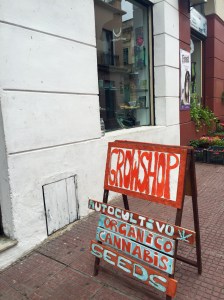 GROWSHOP
AUTOCULTIVO
ORGANICO
CANNABIS
SEEDS